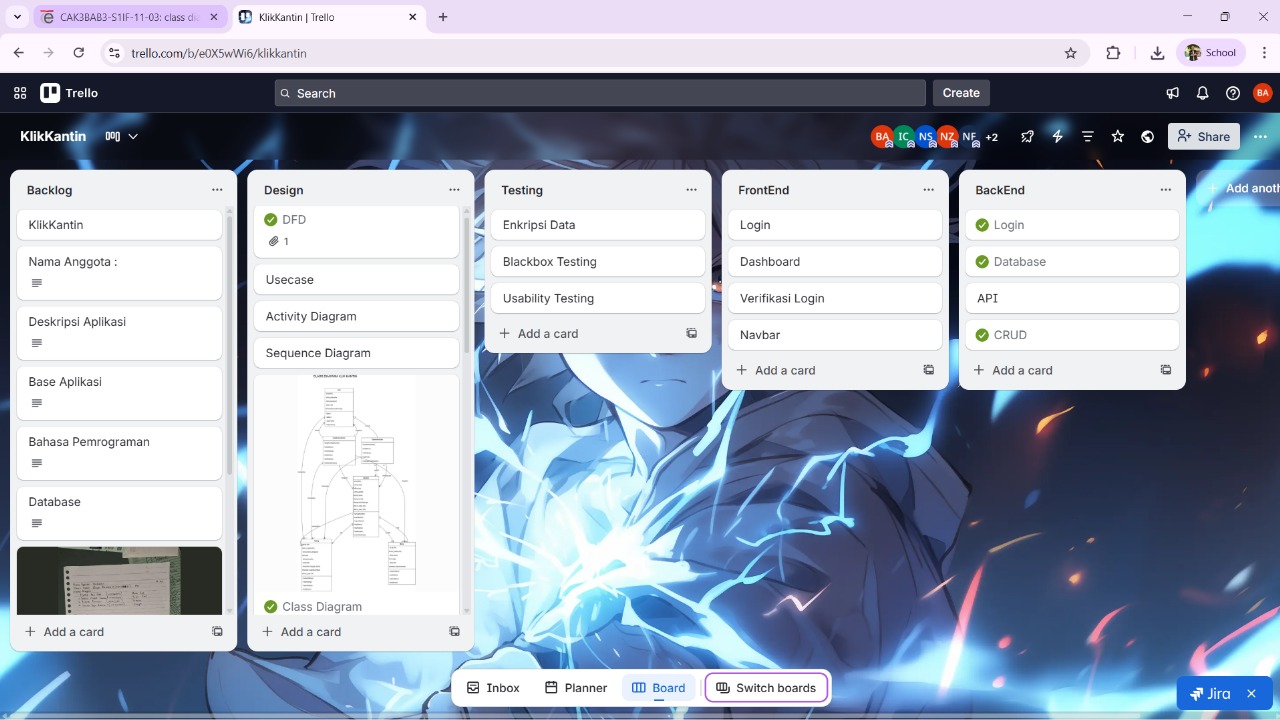 CAK3BAB3-S1IF-11-03: class di
KlikKantin | Trello
trello.com/b/e0X5wWi6/klikkantin
School
Trello
Search
Create
BA
KlikKantin
BA
IC
NS
NZ
NF
+2
Share
Backlog
KlikKantin
Nama Anggota :
Deskripsi Aplikasi
Base Aplikasi
Bahasa Pemrograman
Database
Add a card
Design
DFD
1
Usecase
Activity Diagram
Sequence Diagram
Class Diagram
Add a card
Testing
Enkripsi Data
Blackbox Testing
Usability Testing
Add a card
FrontEnd
Login
Dashboard
Verifikasi Login
Navbar
Add a card
BackEnd
Login
Database
API
CRUD
Add a card
Add anoth
Inbox
Planner
Board
Switch boards
Jira